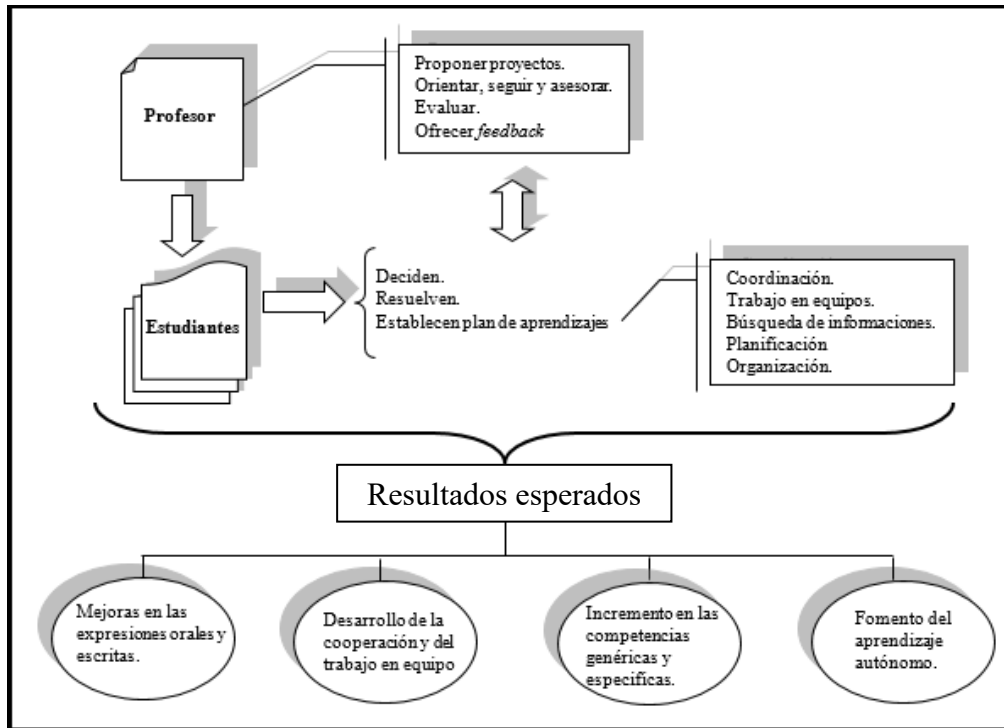 Profesor
Proponer proyectos.
Orientar, seguir y asesorar.
Evaluar.
Ofrecer feedback
Estudiantes
Deciden.
Resuelven.
Establecen plan de aprendizajes
Coordinación.
Trabajo en equipos.
Búsqueda de informaciones.
Planificación
Organización.
Resultados esperados
Mejoras en las
expresiones orales y
escritas.
Desarrollo de la
cooperación y del
trabajo en equipo
Incremento en las
competencias
genéricas y
especifícas.
Fomento del
aprendizaje
autónomo.